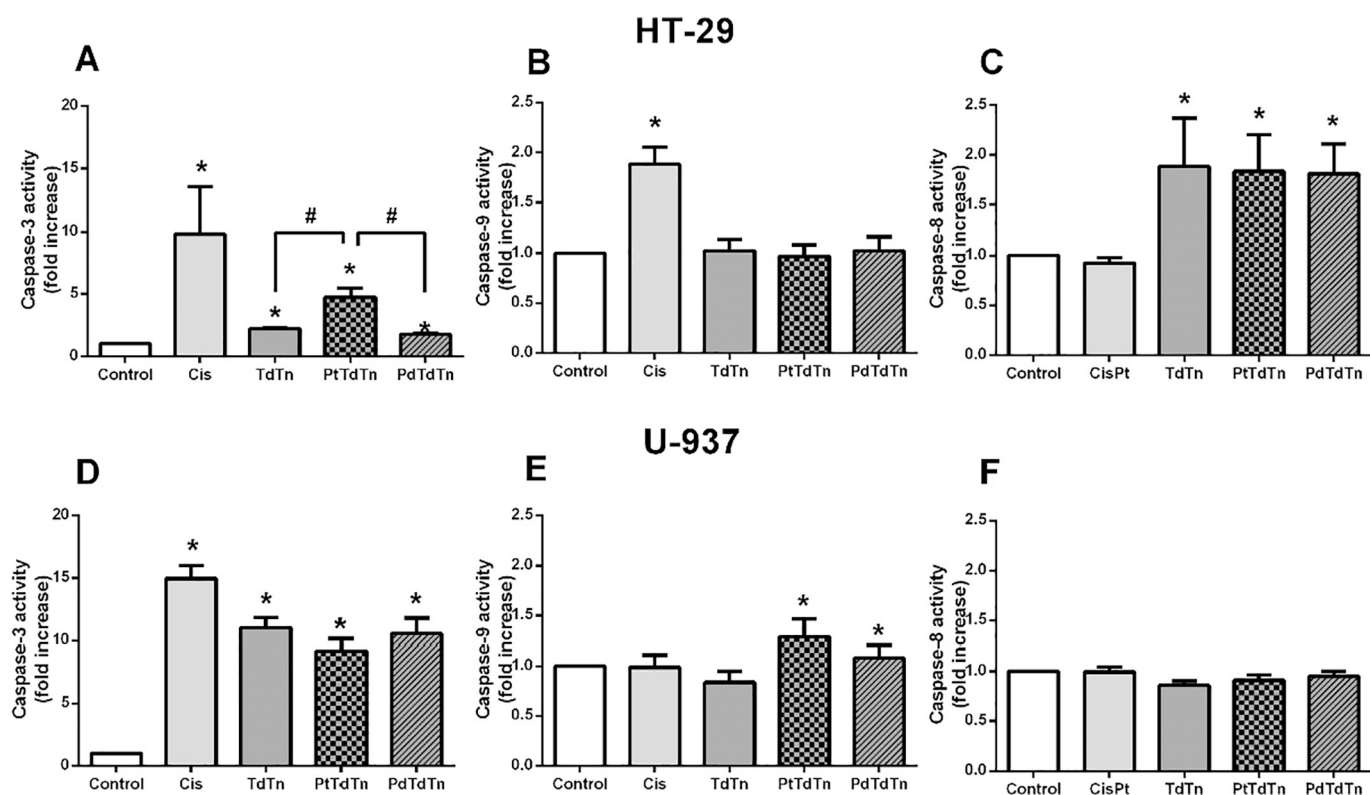 HT-29
A
Caspase-3 activity
(fold increase)
20
15
10
5
0
*
*
*
*
#
#
Control Cis TdTn PtTdTn PdTdTn
B
Caspase-9 activity
(fold increase)
2.5
2.0
1.5
1.0
0.5
0.0
*
Control Cis TdTn PtTdTn PdTdTn
C
Caspase-8 activity
(fold increase)
2.5
2.0
1.5
1.0
0.5
0.0
* * *
Control CisPt TdTn PtTdTn PdTdTn
U-937
D
Caspase-3 activity
(fold increase)
20
15
10
5
0
* * * *
Control Cis TdTn PtTdTn PdTdTn
E
Caspase-9 activity
(fold increase)
2.5
2.0
1.5
1.0
0.5
0.0
* *
Control Cis TdTn PtTdTn PdTdTn
F
Caspase-8 activity
(fold increase)
2.5
2.0
1.5
1.0
0.5
0.0
Control CisPt TdTn PtTdTn PdTdTn